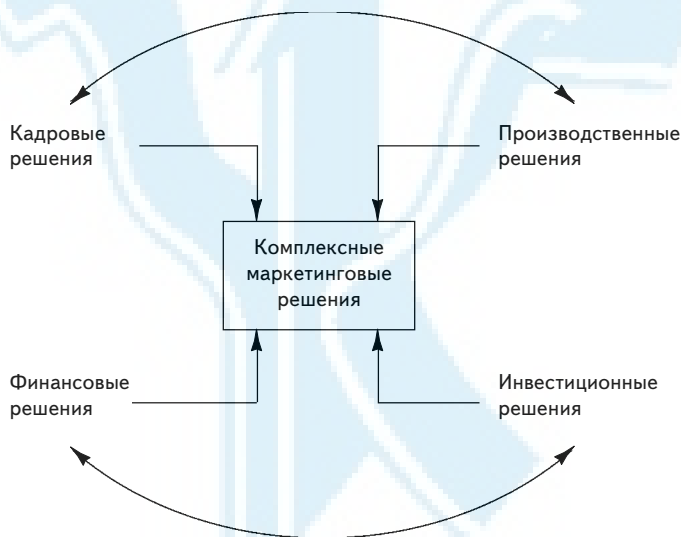 Кадровые
решения
Производственные
решения
Комплексные
маркетинговые
решения
Финансовые
решения
Инвестиционные
решения